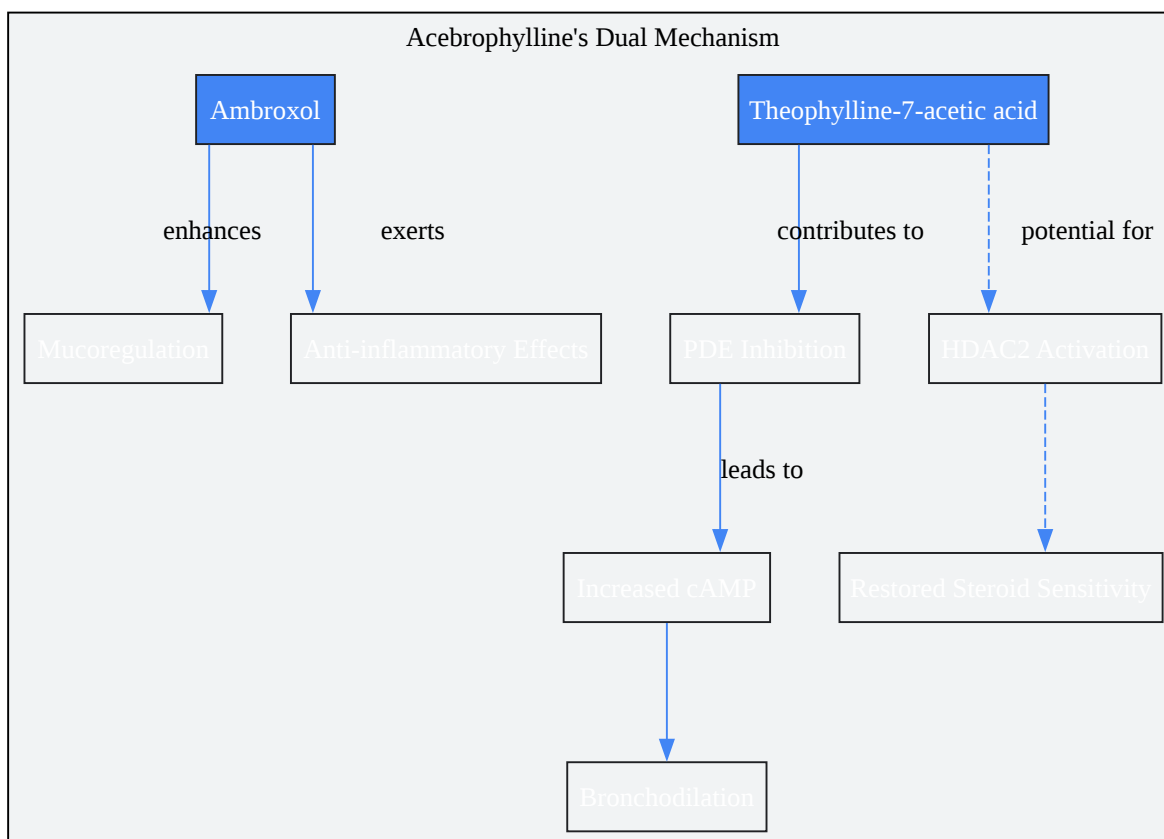 Acebrophylline's Dual Mechanism
Ambroxol
Theophylline-7-acetic acid
enhances
exerts
contributes to
potential for
Mucoregulation
Anti-inflammatory Effects
PDE Inhibition
HDAC2 Activation
leads to
Increased cAMP
Restored Steroid Sensitivity
Bronchodilation